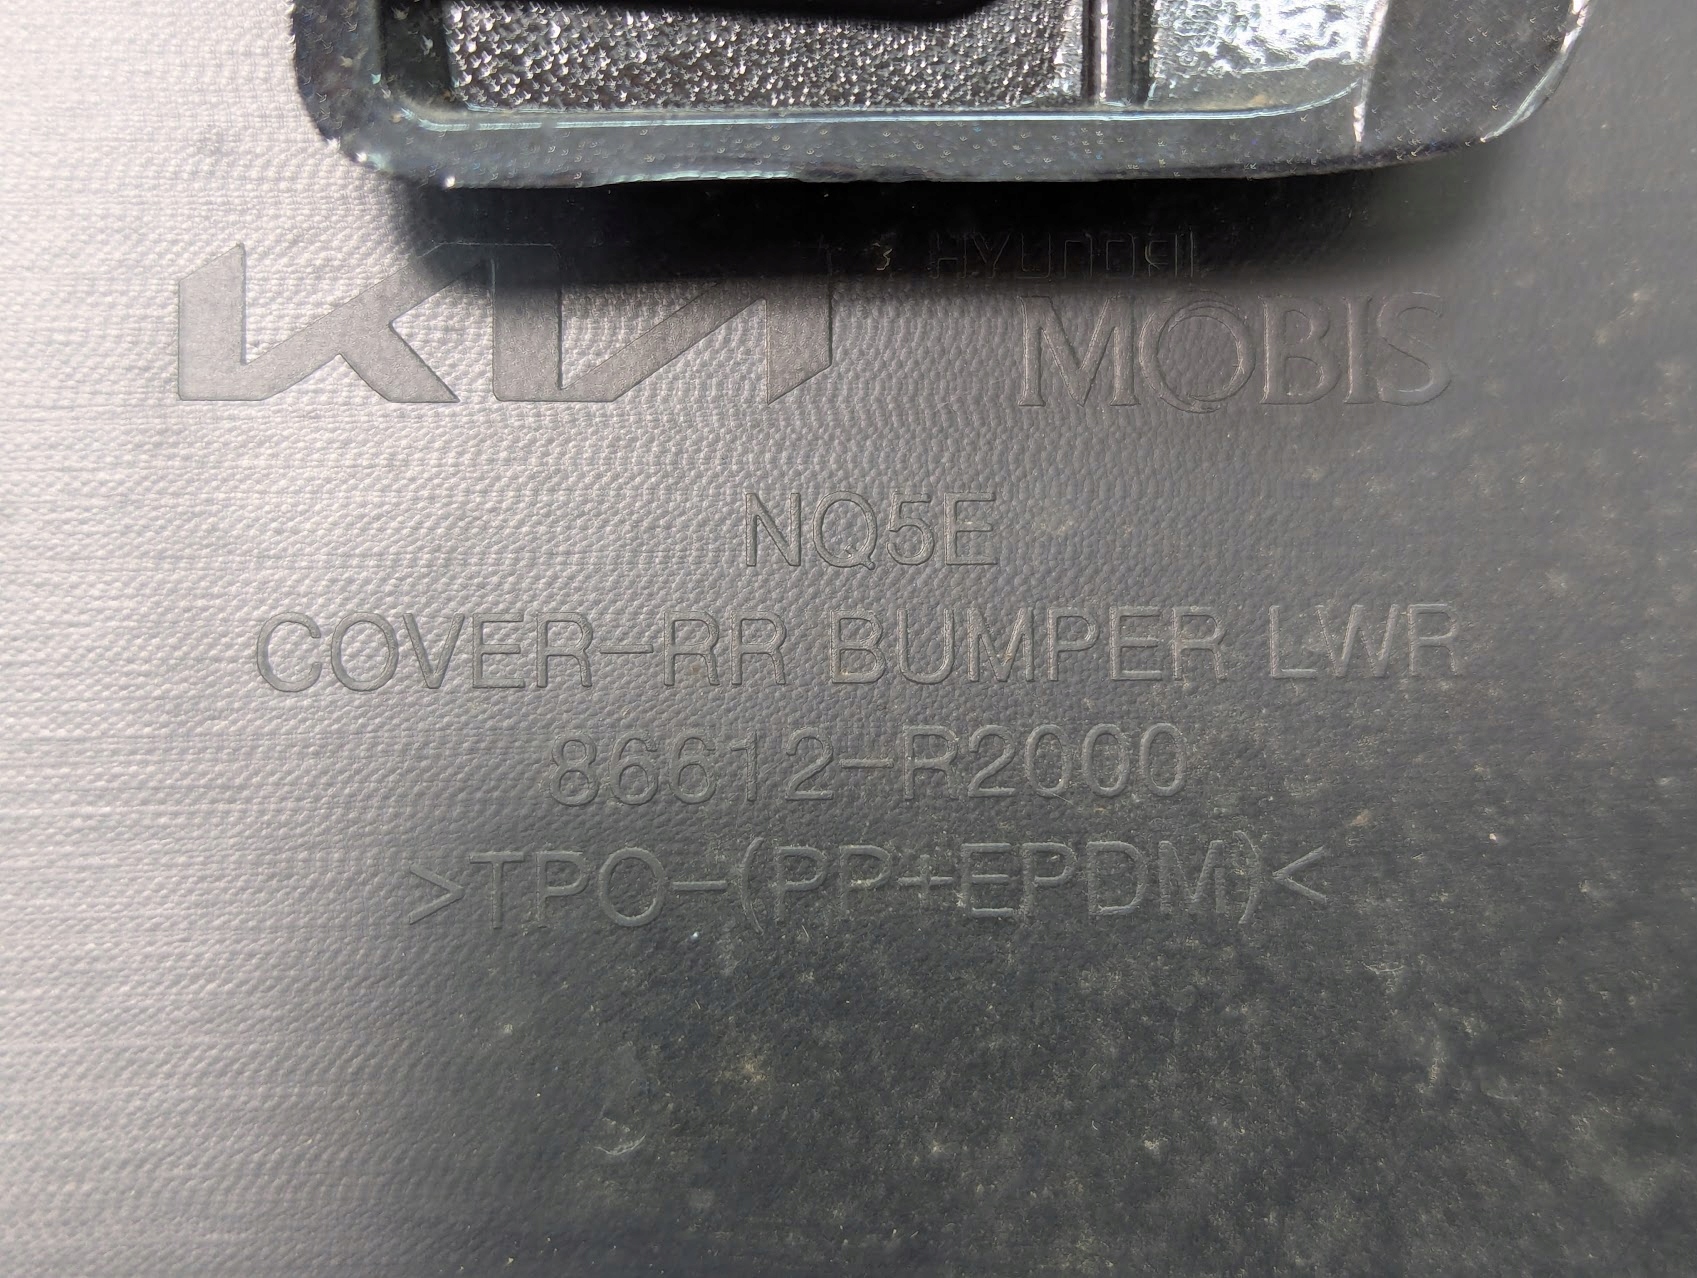 KIA HYUNDAI
MOBIS
NQ5E
COVER-RR BUMPER LWR
86612-R2000
>TPO-(PP+EPDM)<